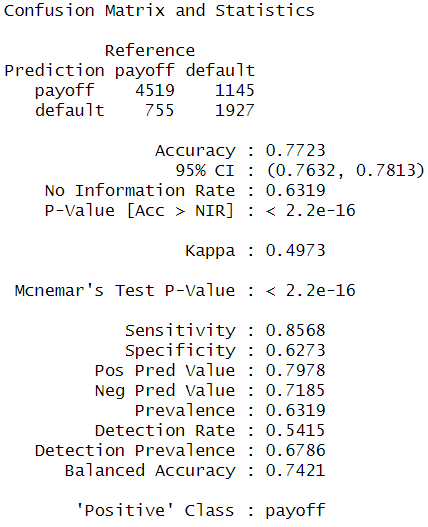 Confusion Matrix and Statistics
Reference
Prediction payoff default
payoff 4519 1145
default 755 1927
Accuracy : 0.7723
95% CI : (0.7632, 0.7813)
No Information Rate : 0.6319
P-Value [Acc > NIR] : < 2.2e-16
Kappa : 0.4973
Mcnemar's Test P-Value : < 2.2e-16
Sensitivity : 0.8568
Specificity : 0.6273
Pos Pred Value : 0.7978
Neg Pred Value : 0.7185
Prevalence : 0.6319
Detection Rate : 0.5415
Detection Prevalence : 0.6786
Balanced Accuracy : 0.7421
'Positive' Class : payoff